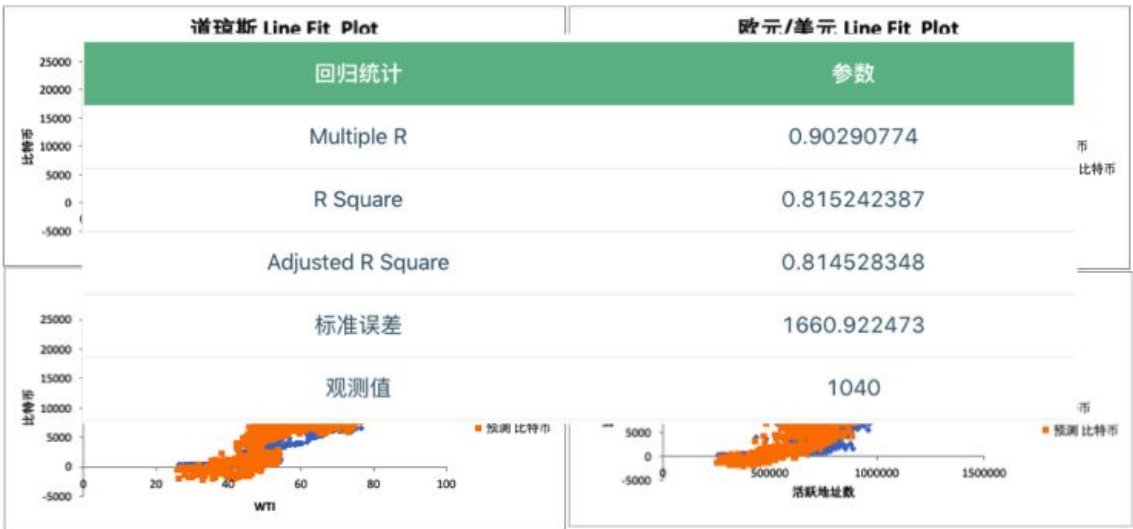 道琼斯 Line Fit Plot
欧元/美元 Line Fit Plot
25000
20000
15000
10000
5000
0
-5000
比特币
回归统计 参数
Multiple R 0.90290774
R Square 0.815242387
Adjusted R Square 0.814528348
标准误差 1660.922473
观测值 1040
币
比特币
25000
20000
15000
10000
5000
0
-5000
比特币
0 20 40 60 80 100
WTI
预测 比特币
币
5000
0
-5000
0 500000 1000000 1500000
活跃地址数
预测 比特币